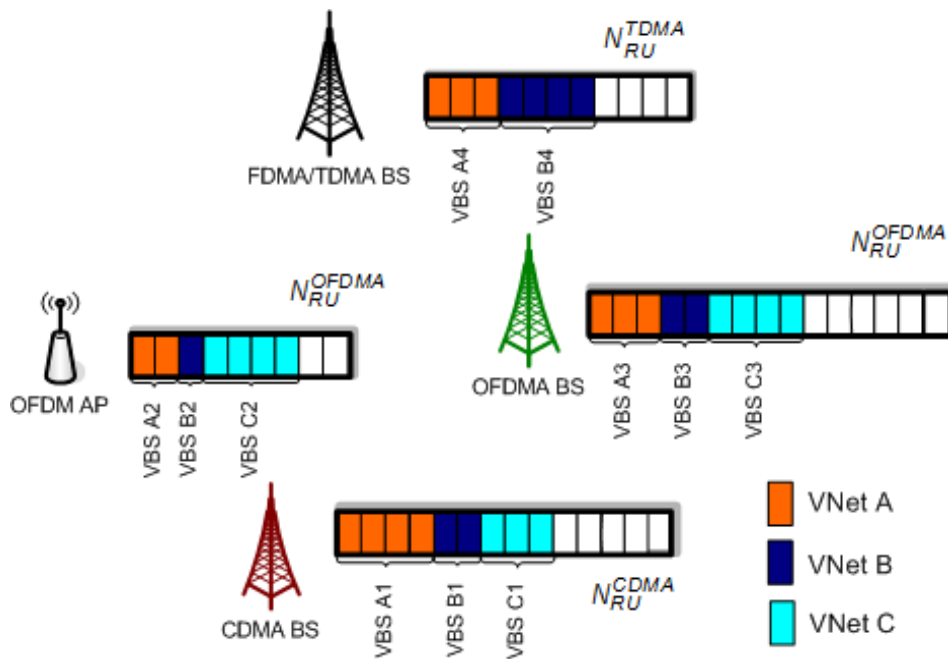 N_RU^TDMA
FDMA/TDMA BS
VBS A4
VBS B4
N_RU^OFDMA
N_RU^OFDMA
OFDM AP
OFDMA BS
VBS A2
VBS B2
VBS C2
VBS A3
VBS B3
VBS C3
VNet A
VNet B
VNet C
CDMA BS
VBS A1
VBS B1
VBS C1
N_RU^CDMA